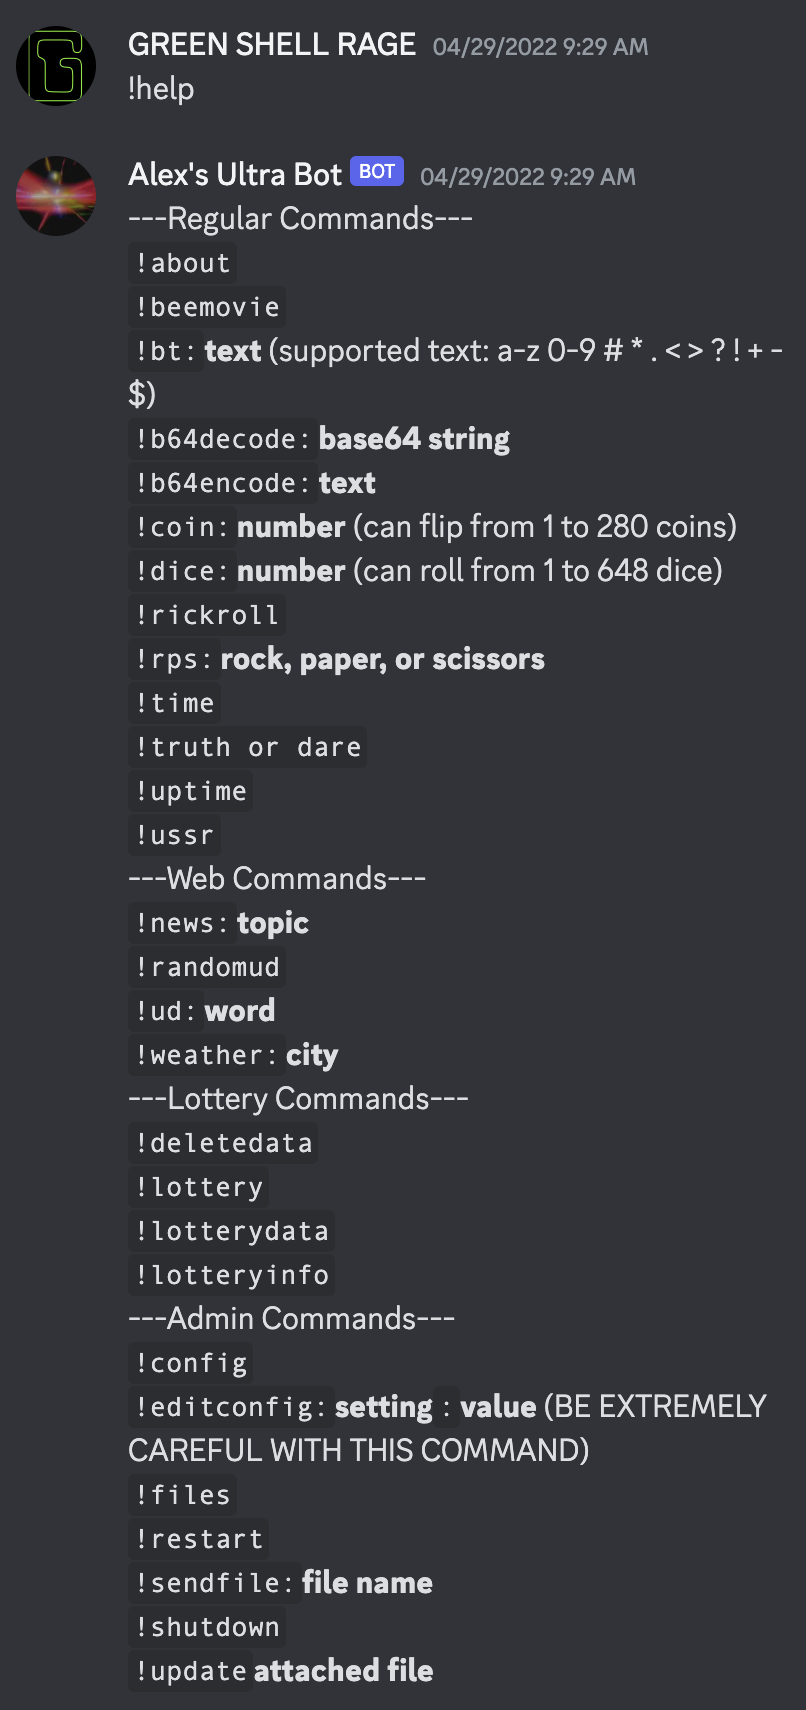 GREEN SHELL RAGE 04/29/2022 9:29 AM
!help
Alex's Ultra Bot BOT 04/29/2022 9:29 AM
---Regular Commands---
!about
!beemovie
!bt: text (supported text: a-z 0-9 # * . < > ? ! + -
$)
!b64decode: base64 string
!b64encode: text
!coin: number (can flip from 1 to 280 coins)
!dice: number (can roll from 1 to 648 dice)
!rickroll
!rps: rock, paper, or scissors
!time
!truth or dare
!uptime
!ussr
---Web Commands---
!news: topic
!randomud
!ud: word
!weather: city
---Lottery Commands---
!deletedata
!lottery
!lotterydata
!lotteryinfo
---Admin Commands---
!config
!editconfig: setting : value (BE EXTREMELY
CAREFUL WITH THIS COMMAND)
!files
!restart
!sendfile: file name
!shutdown
!update attached file